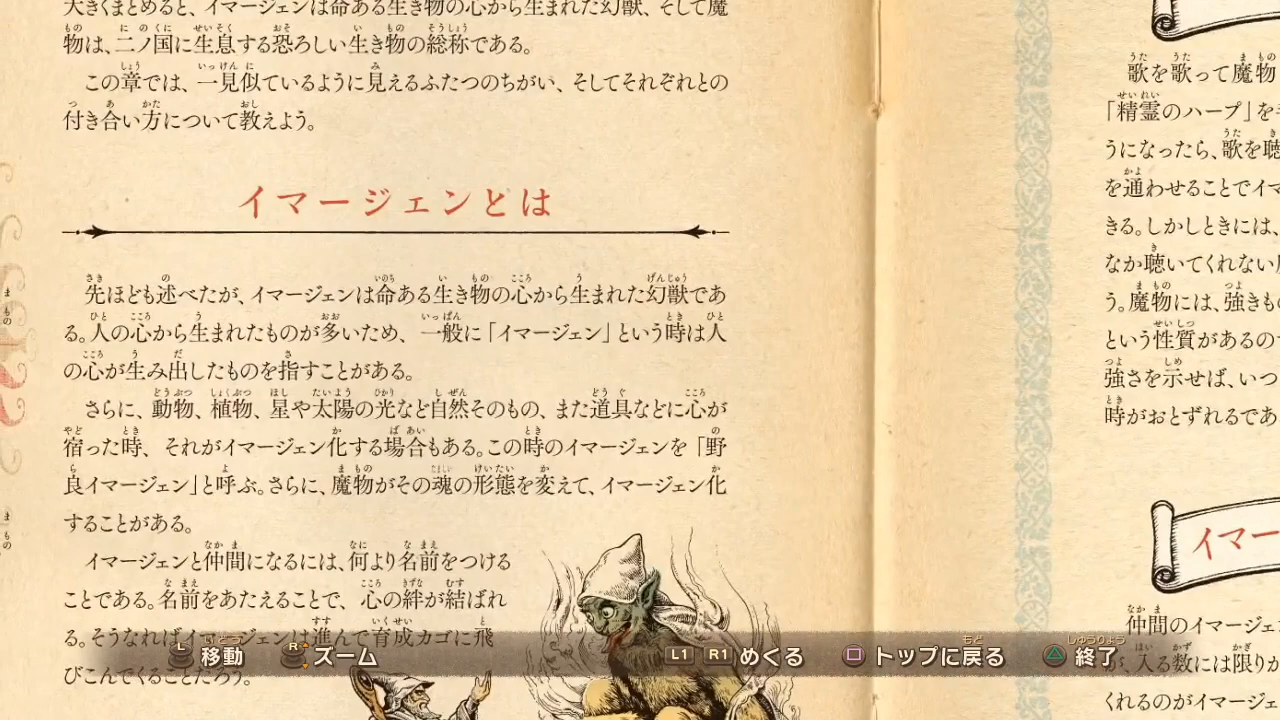 大きくまとめると、イマージェンは命ある生き物の心から生まれた幻獣、そして魔
物は、二ノ国に生息する恐ろしい生き物の総称である。
この章では、一見似ているように見えるふたつのちがい、そしてそれぞれとの
付き合い方について教えよう。
イマージェンとは
先ほども述べたが、イマージェンは命ある生き物の心から生まれた幻獣であ
る。人の心から生まれたものが多いため、一般に「イマージェン」という時は人
の心が生み出したものを指すことがある。
さらに、動物、植物、星や太陽の光など自然そのもの、また道具などに心が
宿った時、それがイマージェン化する場合もある。この時のイマージェンを「野
良イマージェン」と呼ぶ。さらに、魔物がその魂の形態を変えて、イマージェン化
することがある。
イマージェンと仲間になるには、何より名前をつける
ことである。名前をあたえることで、心の絆が結ばれ
る。そうなればイマージェンは進んで育成カゴに飛
びこんでくることだろう。
歌を歌って魔物
「精霊のハープ」を
うになったら、歌を聴
を通わせることでイマ
きる。しかしときには、
なか聴いてくれない
う。魔物には、強きも
という性質があるの
強さを示せば、いつ
時がおとずれるであ
イマー
仲間のイマージェ
が、入る数には限りが
くれるのがイマージェ
L 移動 R ズーム L1 R1 めくる トップに戻る 終了